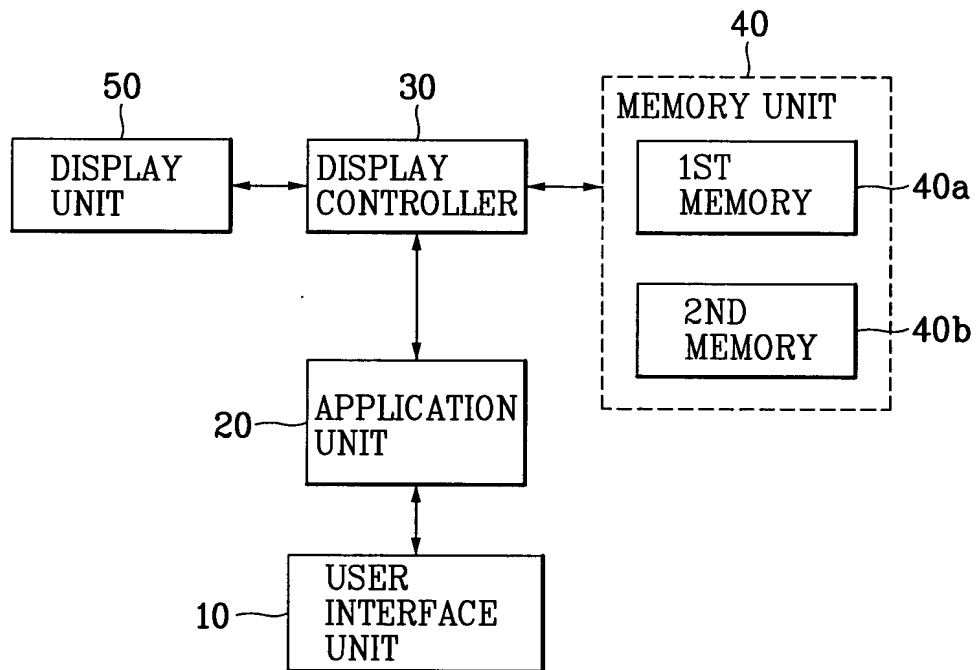 40
50
30
MEMORY UNIT
DISPLAY
UNIT
DISPLAY
CONTROLLER
1ST
MEMORY
40a
2ND
MEMORY
40b
20
APPLICATION
UNIT
10
USER
INTERFACE
UNIT